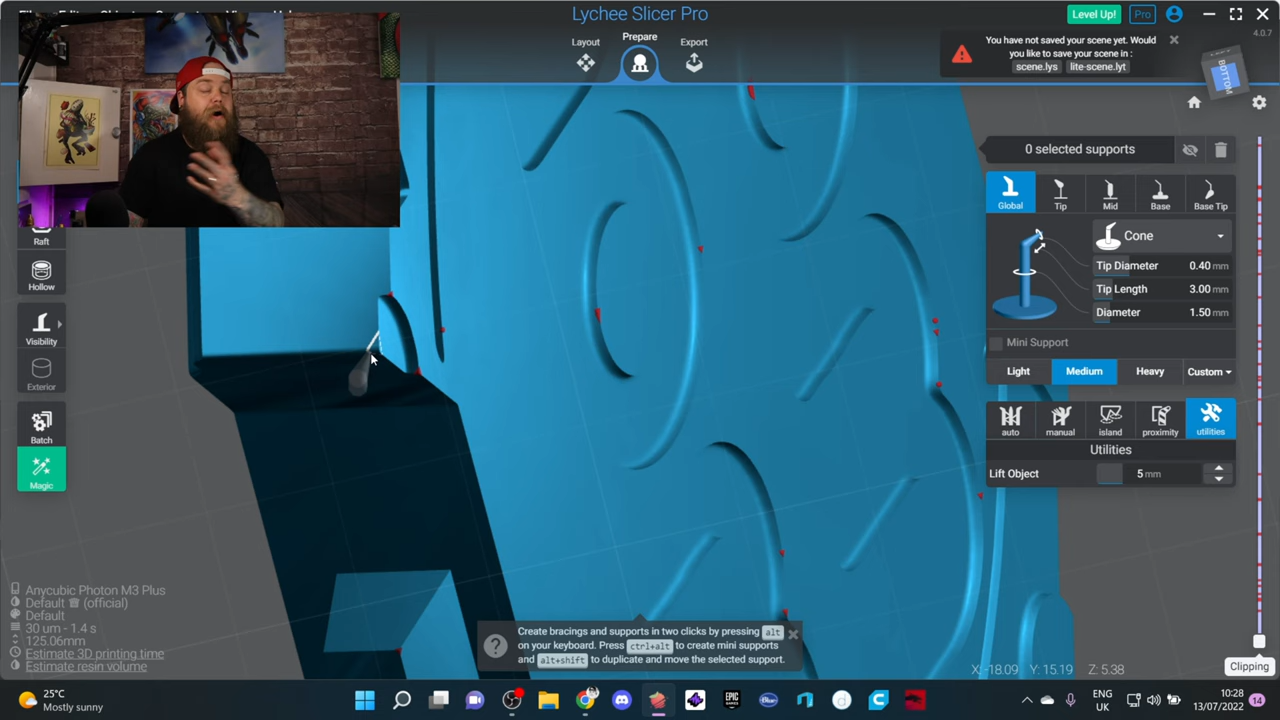 Lychee Slicer Pro
Level Up!
Pro
4.0.7
Layout
Prepare
Export
You have not saved your scene yet. Would
you like to save your scene in :
scene.lys
lite-scene.lyt
BOTTOM
0 selected supports
Global
Tip
Mid
Base
Base Tip
Cone
Tip Diameter 0.40 mm
Tip Length 3.00 mm
Diameter 1.50 mm
Mini Support
Light
Medium
Heavy
Custom
auto
manual
island
proximity
utilities
Utilities
Lift Object 5 mm
Raft
Hollow
Visibility
Exterior
Batch
Magic
Anycubic Photon M3 Plus
Default (official)
Default
30 um - 1.4 s
125.06mm
Estimate 3D printing time
Estimate resin volume
Create bracings and supports in two clicks by pressing alt
on your keyboard. Press ctrl+alt to create mini supports
and alt+shift to duplicate and move the selected support.
X: -18.09 Y: 15.19 Z: 5.38
Clipping
25°C
Mostly sunny
EPIC
GAMES
ENG
UK
10:28
13/07/2022
14